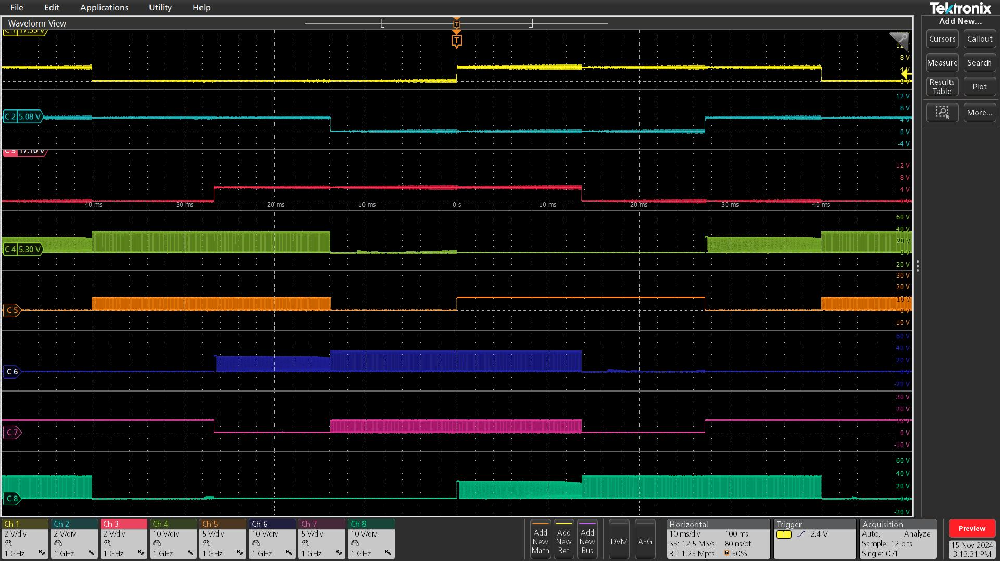 File Edit Applications Utility Help
Tektronix
Waveform View
Add New...
Cursors Callout
Measure Search
Results Table Plot
More...
T
T
C 1 17.33 V
8 V
4 V
0 V
C 2 5.08 V
12 V
8 V
4 V
0 V
-4 V
C 3 17.10 V
12 V
8 V
4 V
0 V
-40 ms -30 ms -20 ms -10 ms 0 s 10 ms 20 ms 30 ms 40 ms
C 4 5.30 V
60 V
40 V
20 V
0 V
-20 V
C 5
30 V
20 V
10 V
0 V
-10 V
C 6
60 V
40 V
20 V
0 V
-20 V
C 7
30 V
20 V
10 V
0 V
-10 V
C 8
60 V
40 V
20 V
0 V
-20 V
Ch 1
2 V/div
1 GHz Bw
Ch 2
2 V/div
1 GHz Bw
Ch 3
2 V/div
1 GHz Bw
Ch 4
10 V/div
1 GHz Bw
Ch 5
5 V/div
1 GHz Bw
Ch 6
10 V/div
1 GHz Bw
Ch 7
5 V/div
1 GHz Bw
Ch 8
10 V/div
1 GHz Bw
Add New Math
Add New Ref
Add New Bus
DVM
AFG
Horizontal
10 ms/div 100 ms
SR: 12.5 MS/s 80 ns/pt
RL: 1.25 Mpts T 50%
Trigger
1 2.4 V
Acquisition
Auto, Analyze
Sample: 12 bits
Single: 0 /1
Preview
15 Nov 2024
3:13:31 PM